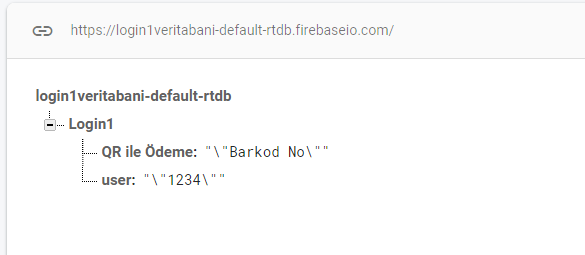 https://login1veritabani-default-rtdb.firebaseio.com/
login1veritabani-default-rtdb
Login1
QR ile Ödeme: "\"Barkod No\""
user: "\"1234\""